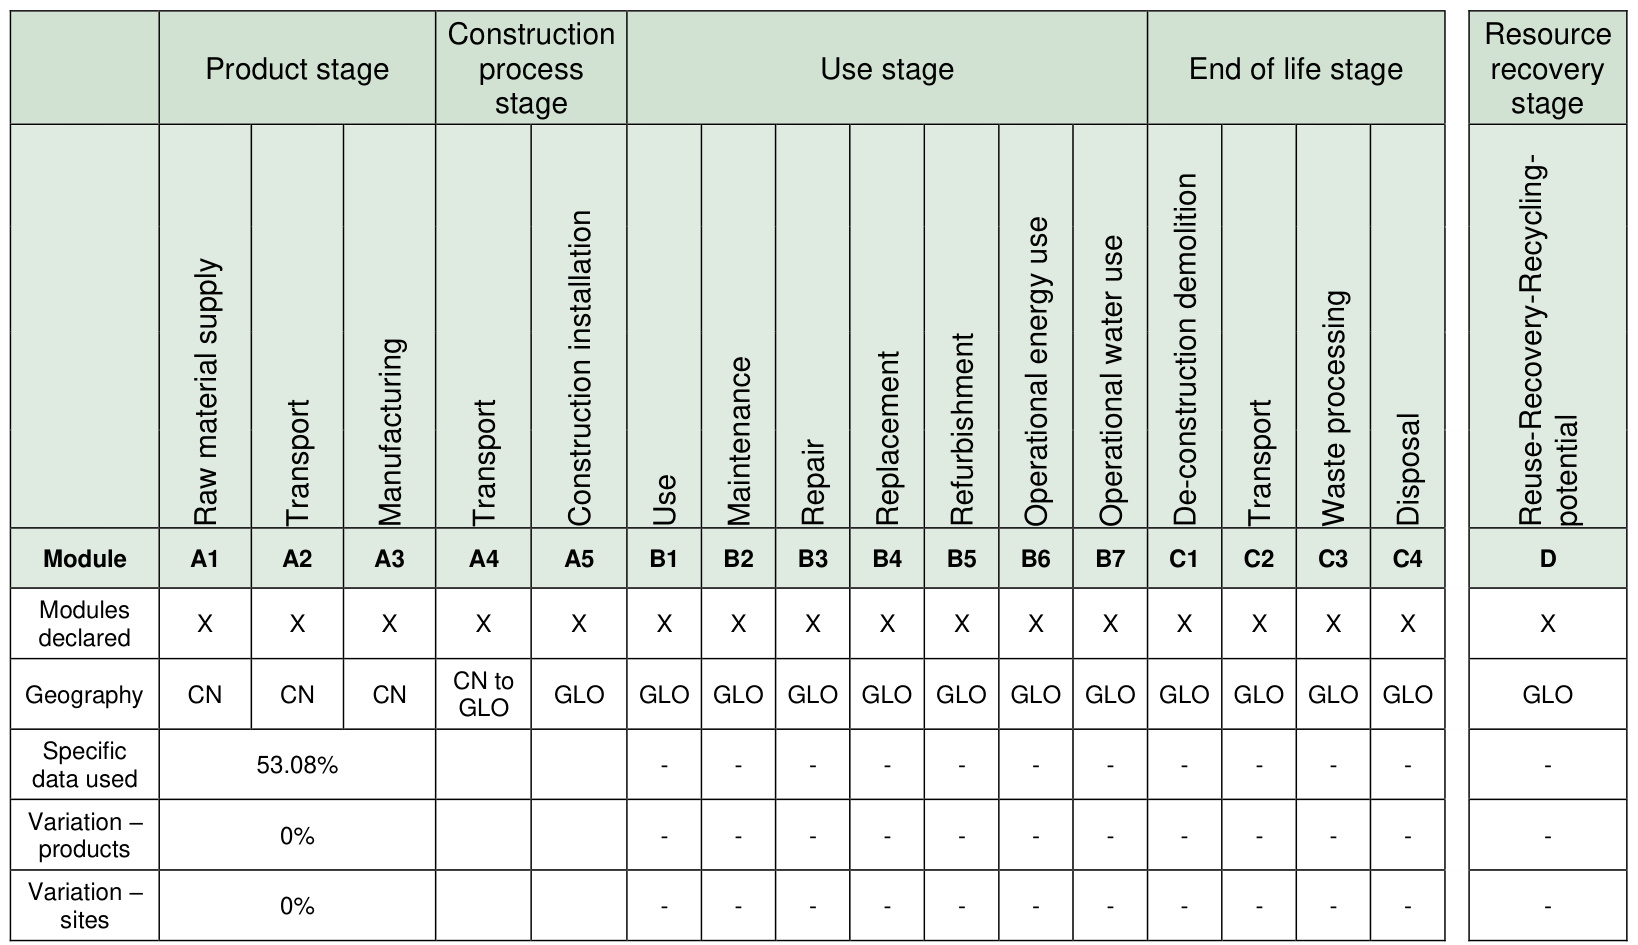 Product stage
Construction
process
stage
Use stage
End of life stage
Resource
recovery
stage
Raw material supply
Transport
Manufacturing
Transport
Construction installation
Use
Maintenance
Repair
Replacement
Refurbishment
Operational energy use
Operational water use
De-construction demolition
Transport
Waste processing
Disposal
Reuse-Recovery-Recycling-
potential
Module A1 A2 A3 A4 A5 B1 B2 B3 B4 B5 B6 B7 C1 C2 C3 C4 D
Modules
declared
X X X X X X X X X X X X X X X X X
Geography CN CN CN CN to
GLO
GLO GLO GLO GLO GLO GLO GLO GLO GLO GLO GLO GLO GLO
Specific
data used
53.08% - - - - - - - - - - - -
Variation –
products
0% - - - - - - - - - - - -
Variation –
sites
0% - - - - - - - - - - - -